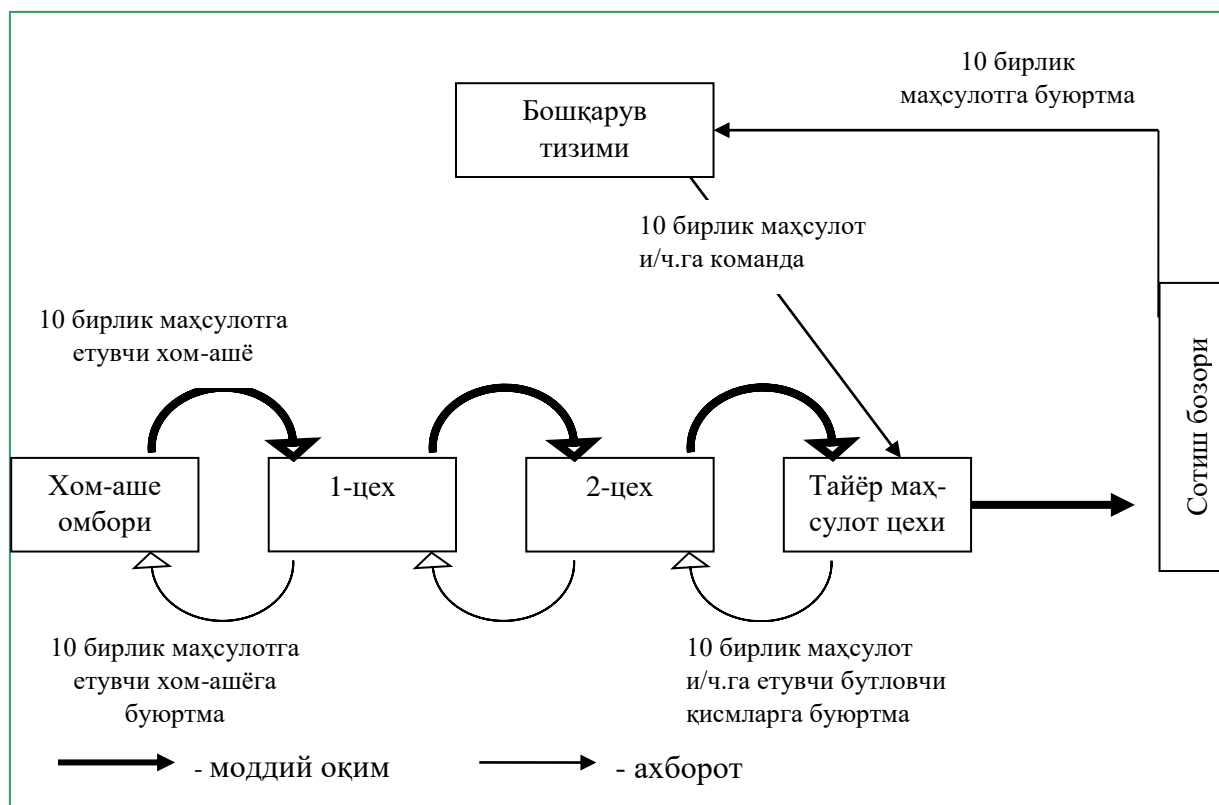 10 бирлик
маҳсулотга буюртма
Бошқарув
тизими
10 бирлик маҳсулот
и/ч.га команда
10 бирлик маҳсулотга
етувчи хом-ашё
Сотиш бозори
Хом-аше
омбори
1-цех
2-цех
Тайёр маҳ-
сулот цехи
10 бирлик маҳсулотга
етувчи хом-ашёга
буюртма
10 бирлик маҳсулот
и/ч.га етувчи бутловчи
қисмларга буюртма
- моддий оқим
- ахборот